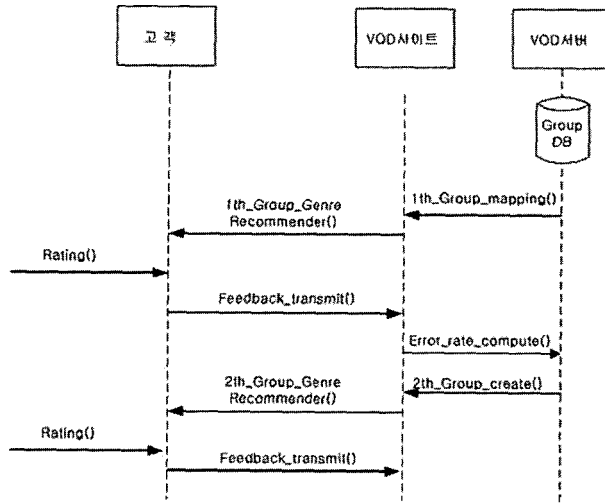 고 객
VOD사이트
VOD서버
Group
DB
1th_Group_mapping()
1th_Group_Genre
Recommender()
Rating()
Feedback_transmit()
Error_rate_compute()
2th_Group_create()
2th_Group_Genre
Recommender()
Rating()
Feedback_transmit()